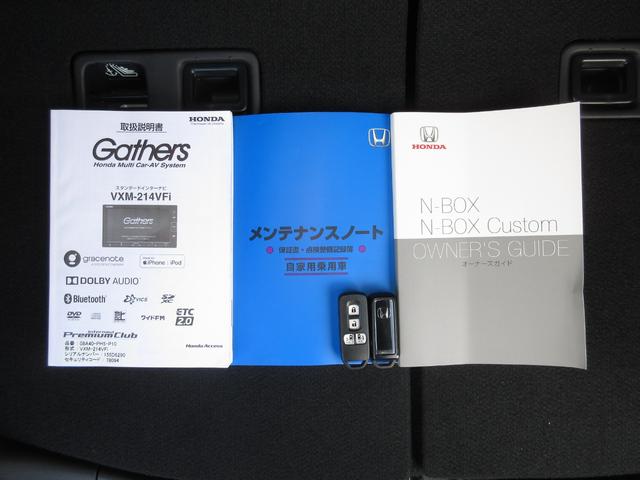 取扱説明書
HONDA
Gathers
Honda Multi Car-AV System
スタンダードインターナビ
VXM-214VFi
Gathers
gracenote
iPhone | iPod
DOLBY AUDIO
Bluetooth
VICS
SD XC
DVD
ワイドFM
ETC 2.0
internavi
Premium Club
Honda Access
品番 : 08A40-PH5-P10
形式 : VXM-214VFi
シリアルナンバー : 155D6290
セキュリティコード : 78094
メンテナンスノート
保証書・点検整備記録簿
自家用乗用車
HONDA
N-BOX
N-BOX Custom
OWNER'S GUIDE
オーナーズガイド